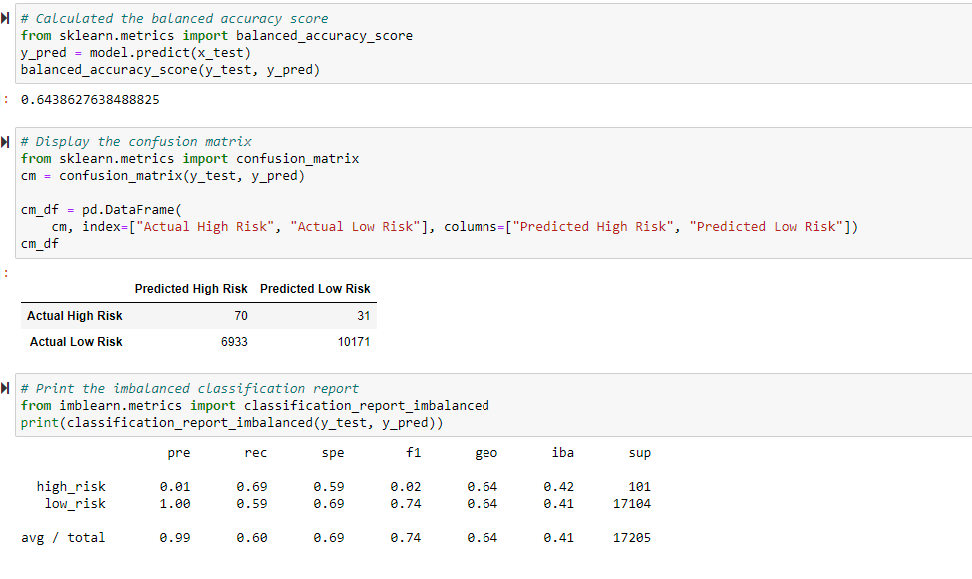 # Calculated the balanced accuracy score
from sklearn.metrics import balanced_accuracy_score
y_pred = model.predict(x_test)
balanced_accuracy_score(y_test, y_pred)
: 0.6438627638488825
# Display the confusion matrix
from sklearn.metrics import confusion_matrix
cm = confusion_matrix(y_test, y_pred)
cm_df = pd.DataFrame(
cm, index=["Actual High Risk", "Actual Low Risk"], columns=["Predicted High Risk", "Predicted Low Risk"])
cm_df
:
Predicted High Risk Predicted Low Risk
Actual High Risk 70 31
Actual Low Risk 6933 10171
# Print the imbalanced classification report
from imblearn.metrics import classification_report_imbalanced
print(classification_report_imbalanced(y_test, y_pred))
pre rec spe f1 geo iba sup
high_risk 0.01 0.69 0.59 0.02 0.64 0.42 101
low_risk 1.00 0.59 0.69 0.74 0.64 0.41 17104
avg / total 0.99 0.60 0.69 0.74 0.64 0.41 17205